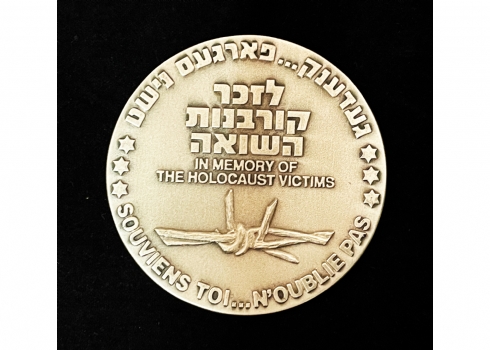 געדענק...פארגעס נישט
לזכר
קורבנות
השואה
IN MEMORY OF
THE HOLOCAUST VICTIMS
SOUVIENS TOI...N'OUBLIE PAS